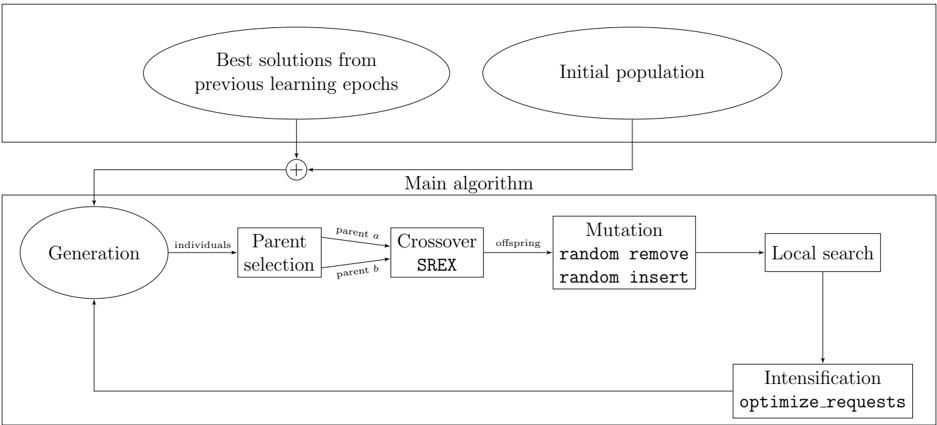 Best solutions from
previous learning epochs
Initial population
+
Main algorithm
Generation
individuals
Parent
selection
parent a
parent b
Crossover
SREX
offspring
Mutation
random remove
random insert
Local search
Intensification
optimize_requests